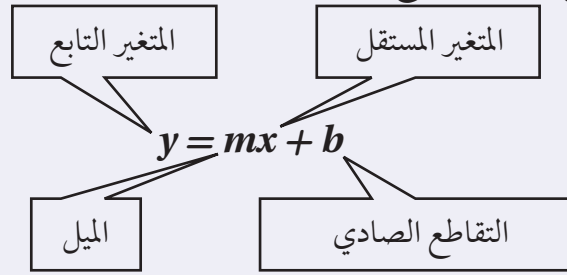 المتغير المستقل
المتغير التابع
y = mx + b
التقاطع الصادي
الميل